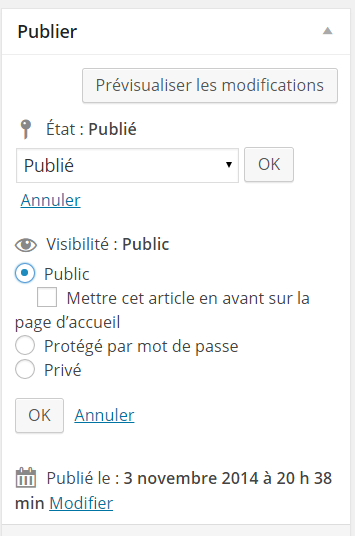 Publier
Prévisualiser les modifications
État : Publié
Publié OK
Annuler
Visibilité : Public
Public
Mettre cet article en avant sur la
page d’accueil
Protégé par mot de passe
Privé
OK Annuler
Publié le : 3 novembre 2014 à 20 h 38
min Modifier